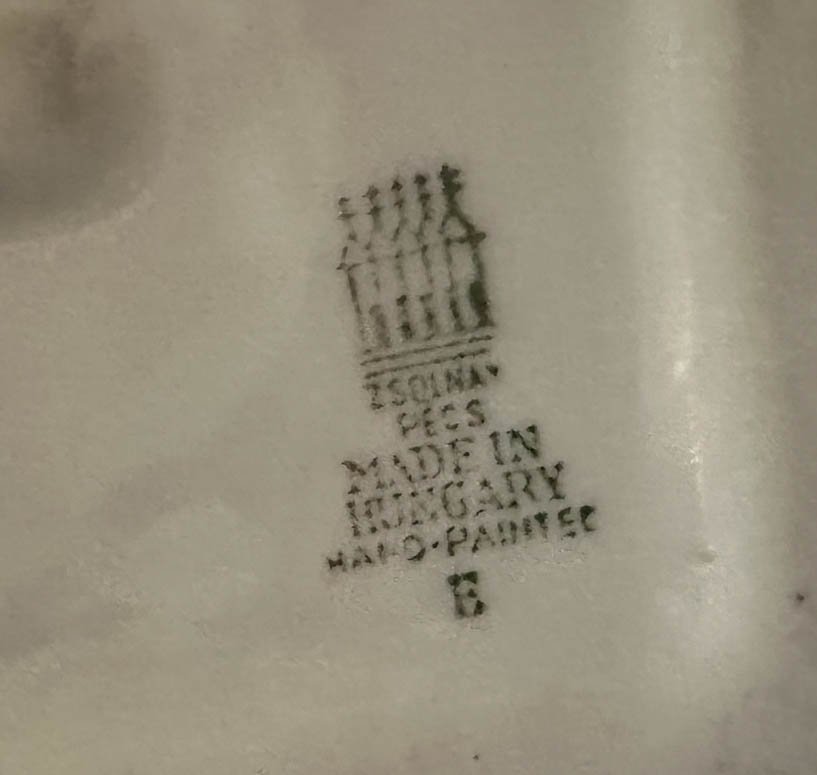 ZSOLNAY
PECS
MADE IN
HUNGARY
HAND-PAINTED
E